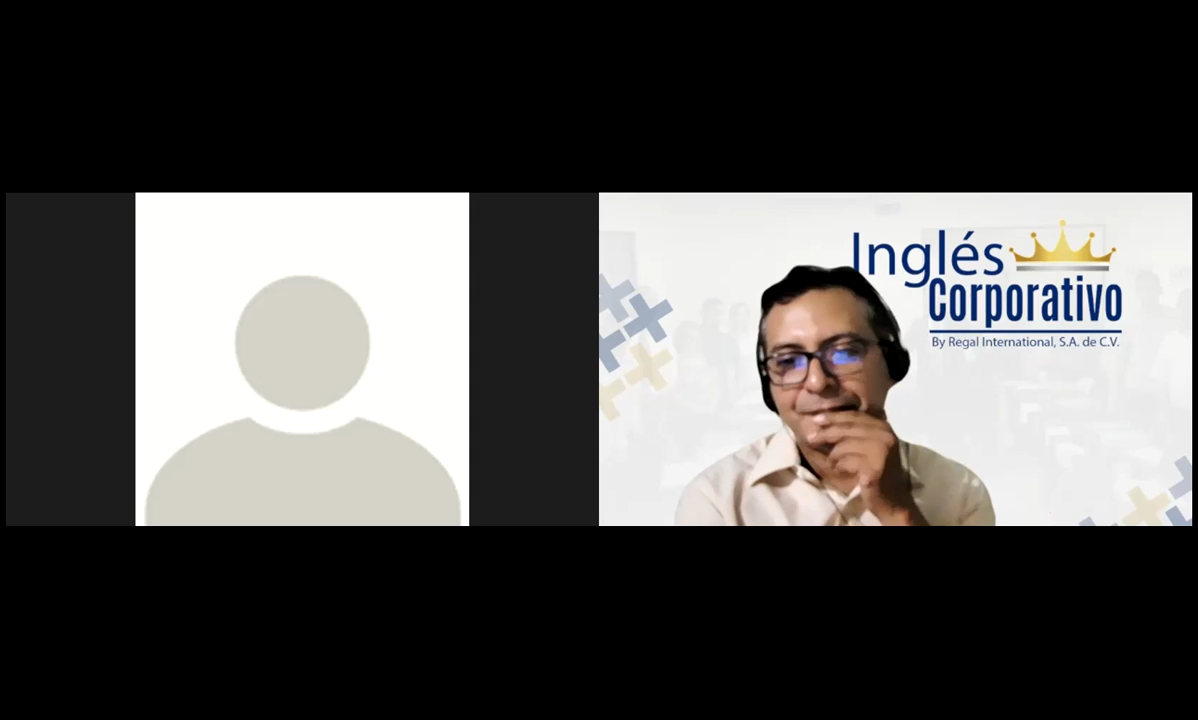 Inglés
Corporativo
By Regal International, S.A. de C.V.